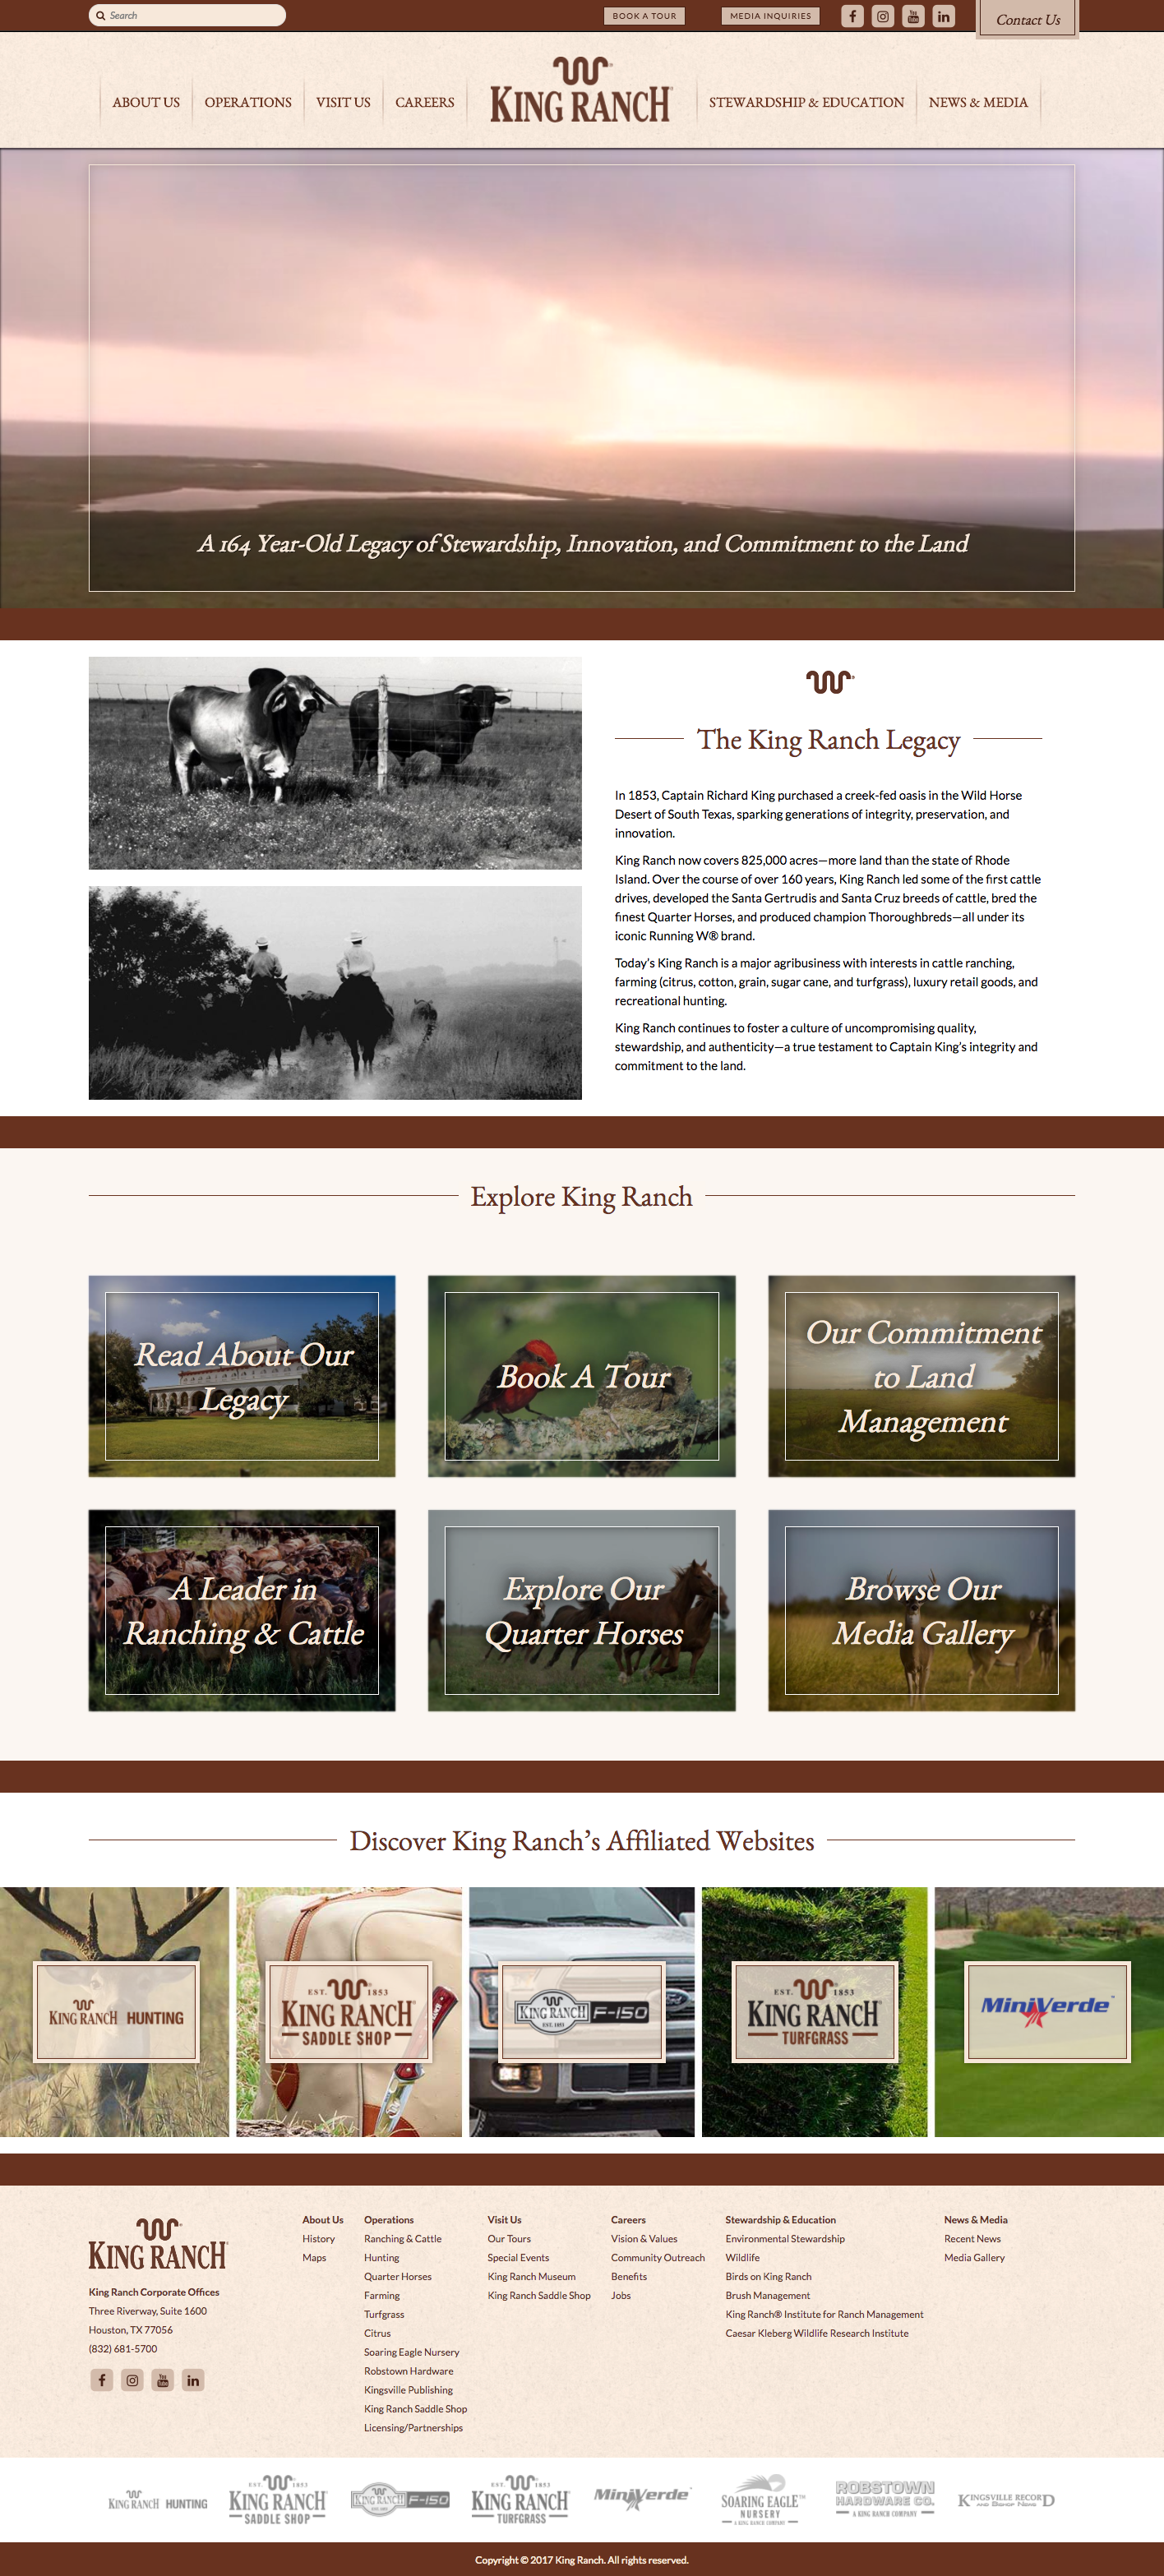 Search
BOOK A TOUR
MEDIA INQUIRIES
Contact Us
ABOUT US
OPERATIONS
VISIT US
CAREERS
KING RANCH
STEWARDSHIP & EDUCATION
NEWS & MEDIA
A 164 Year-Old Legacy of Stewardship, Innovation, and Commitment to the Land
The King Ranch Legacy
In 1853, Captain Richard King purchased a creek-fed oasis in the Wild Horse
Desert of South Texas, sparking generations of integrity, preservation, and
innovation.
King Ranch now covers 825,000 acres—more land than the state of Rhode
Island. Over the course of over 160 years, King Ranch led some of the first cattle
drives, developed the Santa Gertrudis and Santa Cruz breeds of cattle, bred the
finest Quarter Horses, and produced champion Thoroughbreds—all under its
iconic Running W® brand.
Today's King Ranch is a major agribusiness with interests in cattle ranching,
farming (citrus, cotton, grain, sugar cane, and turfgrass), luxury retail goods, and
recreational hunting.
King Ranch continues to foster a culture of uncompromising quality,
stewardship, and authenticity—a true testament to Captain King's integrity and
commitment to the land.
Explore King Ranch
Read About Our
Legacy
Book A Tour
Our Commitment
to Land
Management
A Leader in
Ranching & Cattle
Explore Our
Quarter Horses
Browse Our
Media Gallery
Discover King Ranch's Affiliated Websites
KING RANCH HUNTING
EST. 1853
KING RANCH
SADDLE SHOP
KING RANCH F-150
EST. 1853
EST. 1853
KING RANCH
TURFGRASS
MiniVerde™
KING RANCH
King Ranch Corporate Offices
Three Riverway, Suite 1600
Houston, TX 77056
(832) 681-5700
You
Tube
in
About Us
History
Maps
Operations
Ranching & Cattle
Hunting
Quarter Horses
Farming
Turfgrass
Citrus
Soaring Eagle Nursery
Robstown Hardware
Kingsville Publishing
King Ranch Saddle Shop
Licensing/Partnerships
Visit Us
Our Tours
Special Events
King Ranch Museum
King Ranch Saddle Shop
Careers
Vision & Values
Community Outreach
Benefits
Jobs
Stewardship & Education
Environmental Stewardship
Wildlife
Birds on King Ranch
Brush Management
King Ranch® Institute for Ranch Management
Caesar Kleberg Wildlife Research Institute
News & Media
Recent News
Media Gallery
KING RANCH HUNTING
EST. 1853
KING RANCH
SADDLE SHOP
KING RANCH F-150
EST. 1853
KING RANCH
TURFGRASS
MiniVerde
SOARING EAGLE
NURSERY
A KING RANCH COMPANY
ROBSTOWN
HARDWARE CO.
A KING RANCH COMPANY
KINGSVILLE RECORD
AND BISHOP NEWS
Copyright © 2017 King Ranch. All rights reserved.